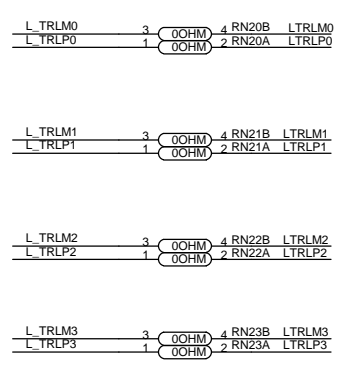 L_TRLM0 3 0OHM 4 RN20B LTRLM0
L_TRLP0 1 0OHM 2 RN20A LTRLP0
L_TRLM1 3 0OHM 4 RN21B LTRLM1
L_TRLP1 1 0OHM 2 RN21A LTRLP1
L_TRLM2 3 0OHM 4 RN22B LTRLM2
L_TRLP2 1 0OHM 2 RN22A LTRLP2
L_TRLM3 3 0OHM 4 RN23B LTRLM3
L_TRLP3 1 0OHM 2 RN23A LTRLP3